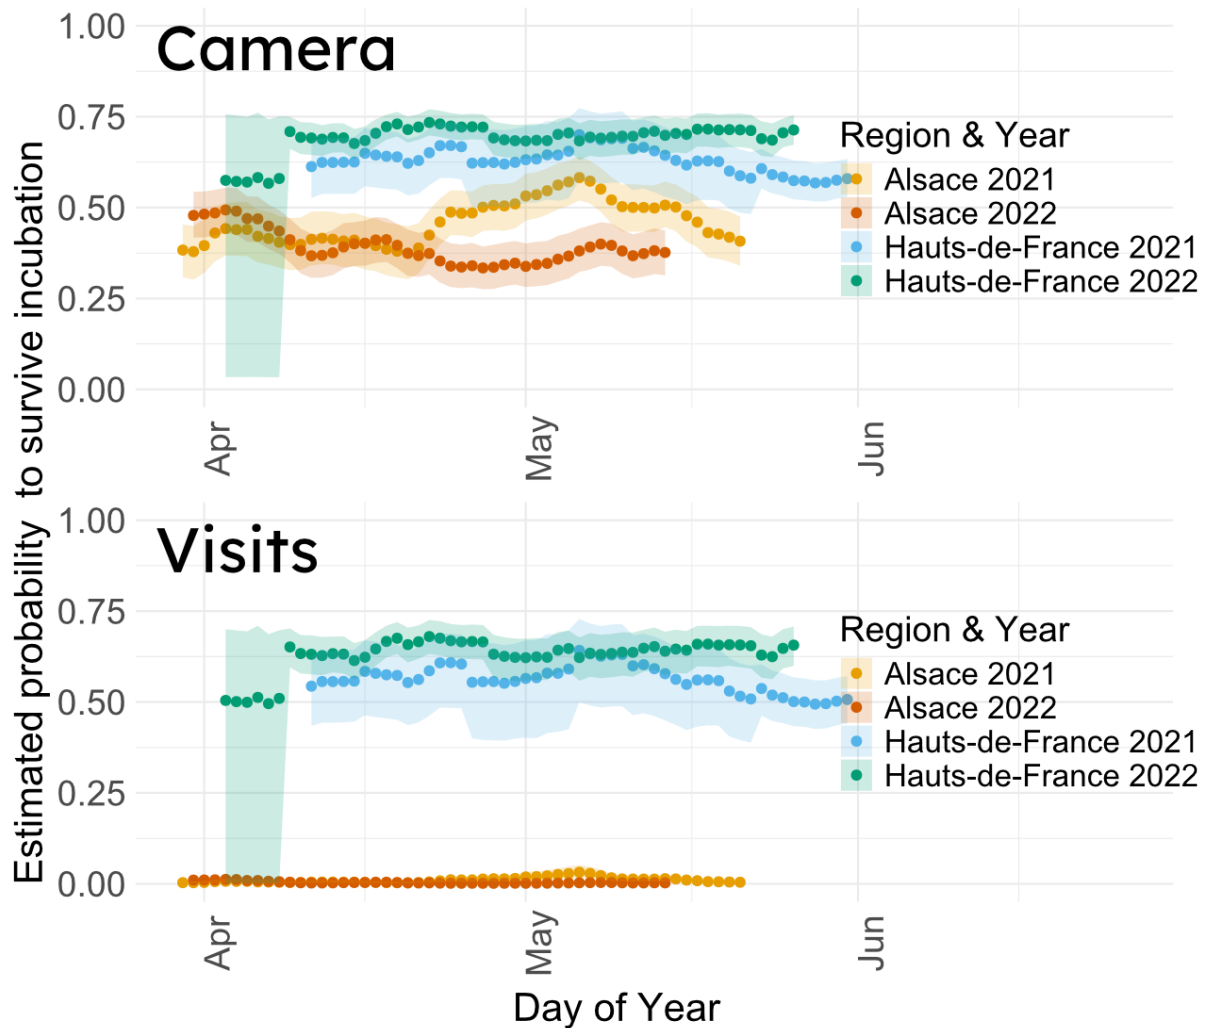 Estimated probability to survive incubation
Camera
1.00
0.75
0.50
0.25
0.00
Region & Year
Alsace 2021
Alsace 2022
Hauts-de-France 2021
Hauts-de-France 2022
Apr
May
Jun
Visits
1.00
0.75
0.50
0.25
0.00
Region & Year
Alsace 2021
Alsace 2022
Hauts-de-France 2021
Hauts-de-France 2022
Apr
May
Jun
Day of Year